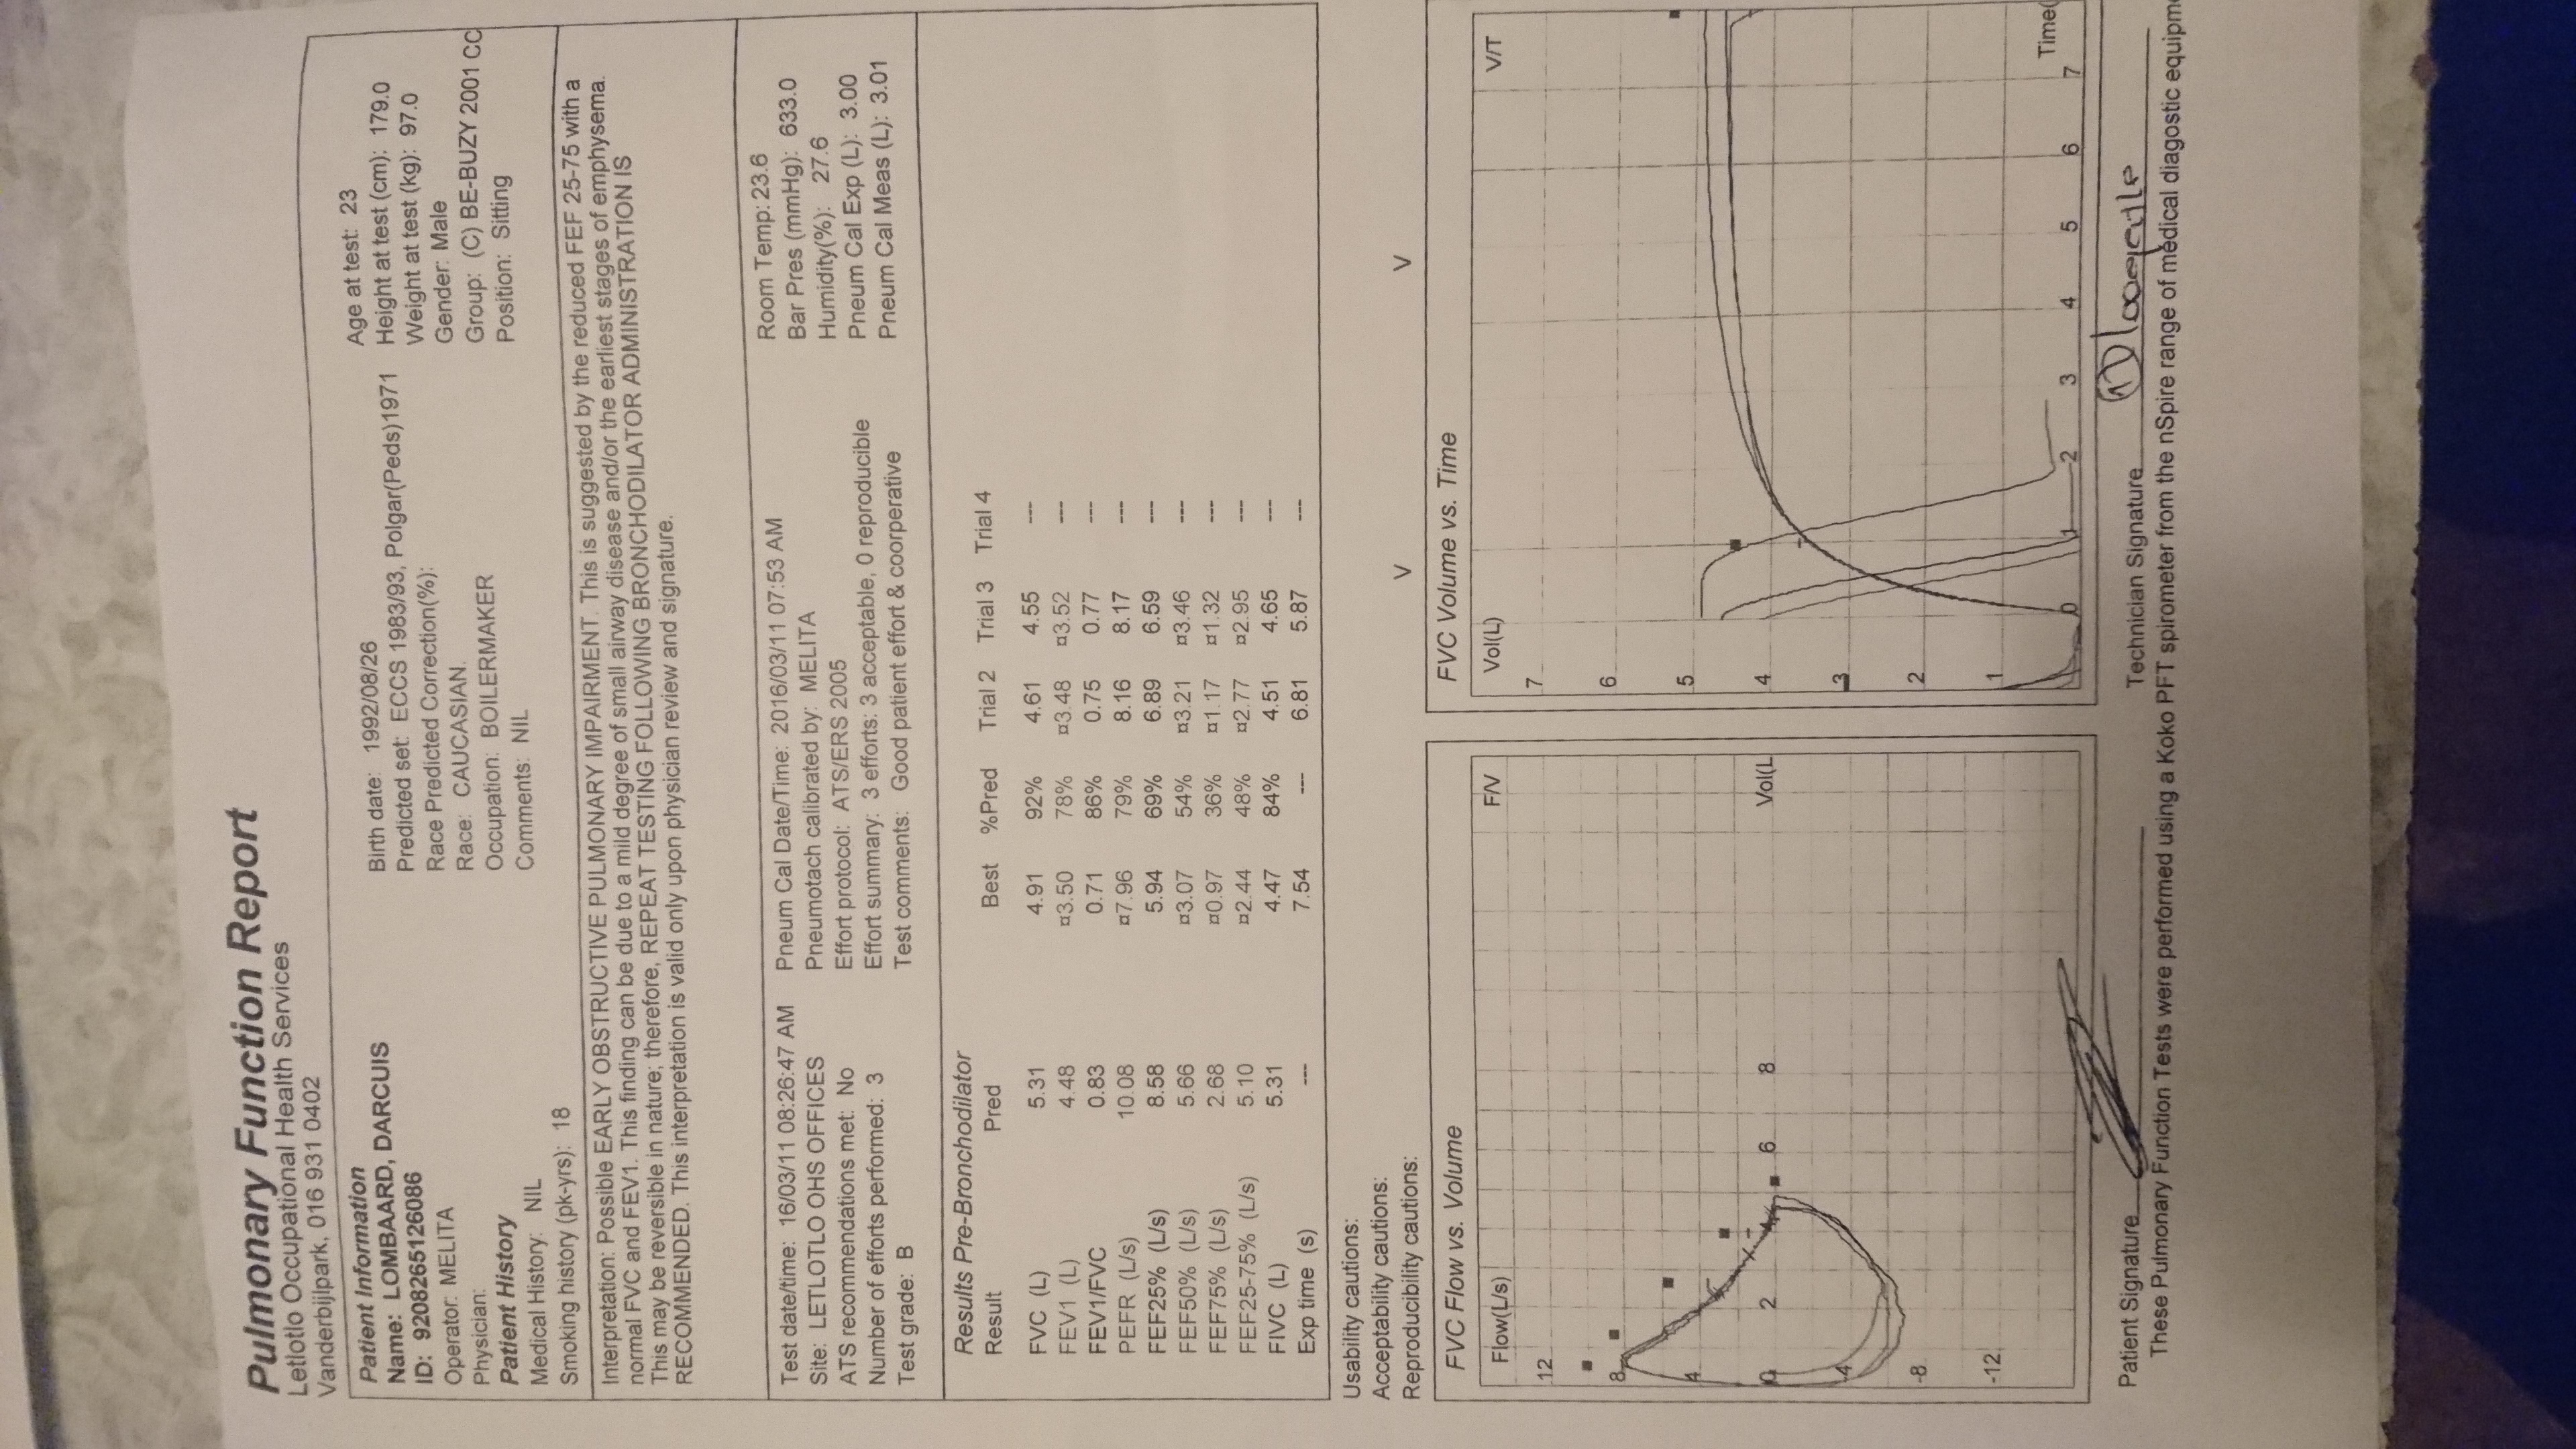 Pulmonary Function Report
Letlotlo Occupational Health Services
Vanderbijlpark, 016 931 0402
Patient Information
Name: LOMBAARD, DARCUIS
ID: 9208265126086
Operator: MELITA
Physician:
Patient History
Medical History: NIL
Smoking history (pk-yrs): 18
Birth date: 1992/08/26
Predicted set: ECCS 1983/93, Polgar(Peds)1971
Race Predicted Correction(%):
Race: CAUCASIAN.
Occupation: BOILERMAKER
Comments: NIL
Age at test: 23
Height at test (cm): 179.0
Weight at test (kg): 97.0
Gender: Male
Group: (C) BE-BUZY 2001 CC
Position: Sitting
Interpretation: Possible EARLY OBSTRUCTIVE PULMONARY IMPAIRMENT. This is suggested by the reduced FEF 25-75 with a
normal FVC and FEV1. This finding can be due to a mild degree of small airway disease and/or the earliest stages of emphysema.
This may be reversible in nature; therefore, REPEAT TESTING FOLLOWING BRONCHODILATOR ADMINISTRATION IS
RECOMMENDED. This interpretation is valid only upon physician review and signature.
Test date/time: 16/03/11 08:26:47 AM
Site: LETLOTLO OHS OFFICES
ATS recommendations met: No
Number of efforts performed: 3
Test grade: B
Pneum Cal Date/Time: 2016/03/11 07:53 AM
Pneumotach calibrated by: MELITA
Effort protocol: ATS/ERS 2005
Effort summary: 3 efforts: 3 acceptable, 0 reproducible
Test comments: Good patient effort & coorperative
Room Temp: 23.6
Bar Pres (mmHg): 633.0
Humidity(%): 27.6
Pneum Cal Exp (L): 3.00
Pneum Cal Meas (L): 3.01
Results Pre-Bronchodilator
Result Pred Best %Pred Trial 2 Trial 3 Trial 4
FVC (L) 5.31 4.91 92% 4.61 4.55 ---
FEV1 (L) 4.48 ¤3.50 78% ¤3.48 ¤3.52 ---
FEV1/FVC 0.83 0.71 86% 0.75 0.77 ---
PEFR (L/s) 10.08 ¤7.96 79% 8.16 8.17 ---
FEF25% (L/s) 8.58 5.94 69% 6.89 6.59 ---
FEF50% (L/s) 5.66 ¤3.07 54% ¤3.21 ¤3.46 ---
FEF75% (L/s) 2.68 ¤0.97 36% ¤1.17 ¤1.32 ---
FEF25-75% (L/s) 5.10 ¤2.44 48% ¤2.77 ¤2.95 ---
FIVC (L) 5.31 4.47 84% 4.51 4.65 ---
Exp time (s) --- 7.54 --- 6.81 5.87 ---
Usability cautions:
Acceptability cautions:
Reproducibility cautions:
V V
FVC Flow vs. Volume
Flow(L/s) F/V
12
8
4
0 2 6 8 Vol(L
-4
-8
-12
FVC Volume vs. Time
Vol(L) V/T
7
6
5
4
3
2
1
0 1 2 3 4 5 6 7 Time(
Patient Signature
Technician Signature
These Pulmonary Function Tests were performed using a Koko PFT spirometer from the nSpire range of medical diagostic equipme